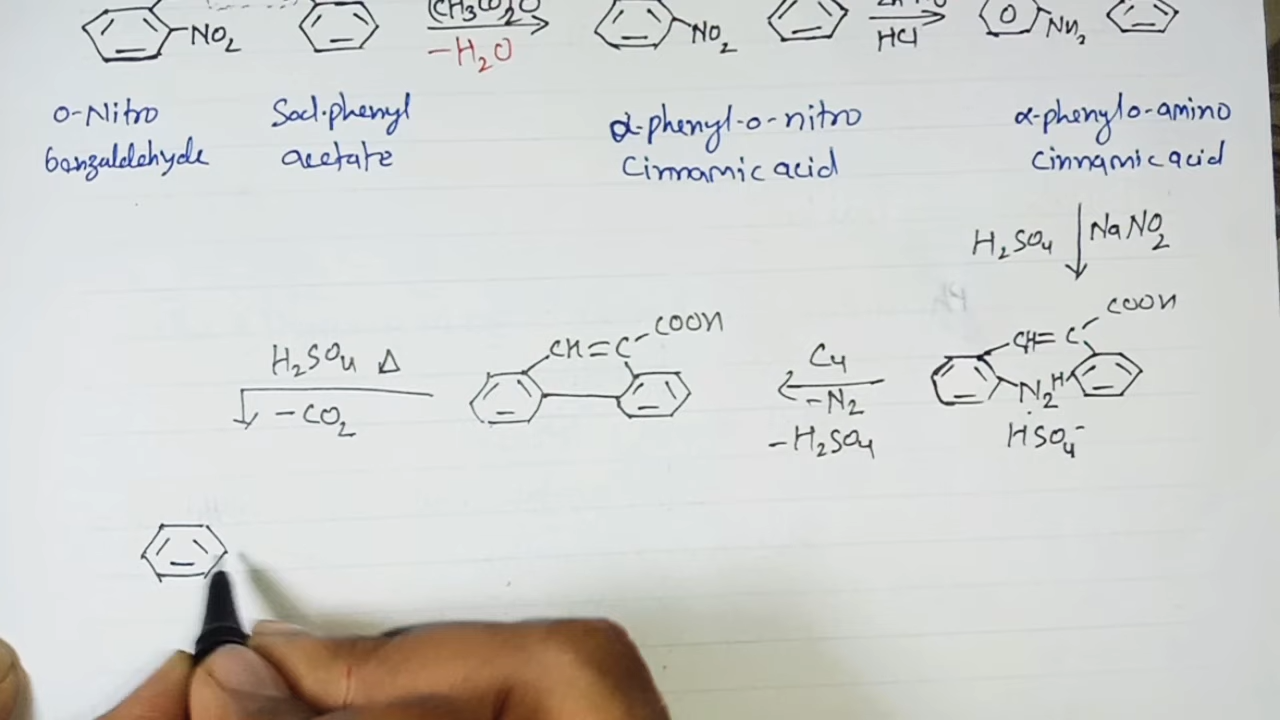 (CH3CO)2O
NO2
-H2O
NO2
HCl
NH2
O-Nitro
benzaldehyde
Sod.phenyl
acetate
α-phenyl-o-nitro
Cinnamic acid
α-phenyl o-amino
Cinnamic acid
H2SO4
NaNO2
COOH
CH=C
N2
H
HSO4-
Cu
-N2
-H2SO4
COOH
CH=C
H2SO4 Δ
-CO2